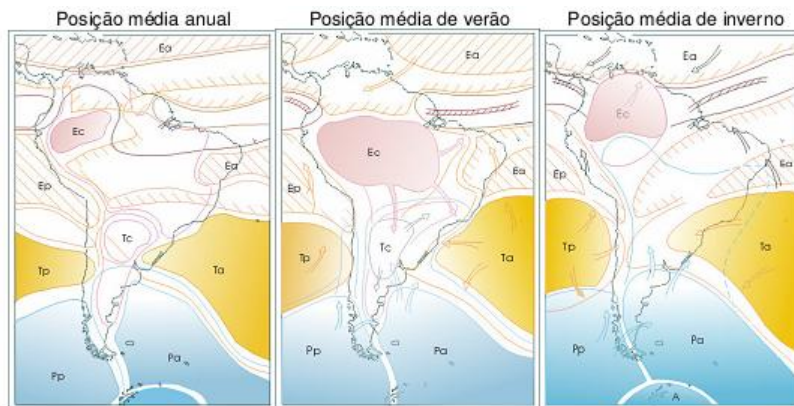 Posição média anual
Ea
Ec
Ea
Ep
Tc
Tp
Ta
Pa
Pp
Posição média de verão
Ea
Ec
Ea
Ep
Tc
Tp
Ta
Pp
Pa
Posição média de inverno
Ea
Ec
Ea
Ep
Tp
Ta
Pp
Pa
A